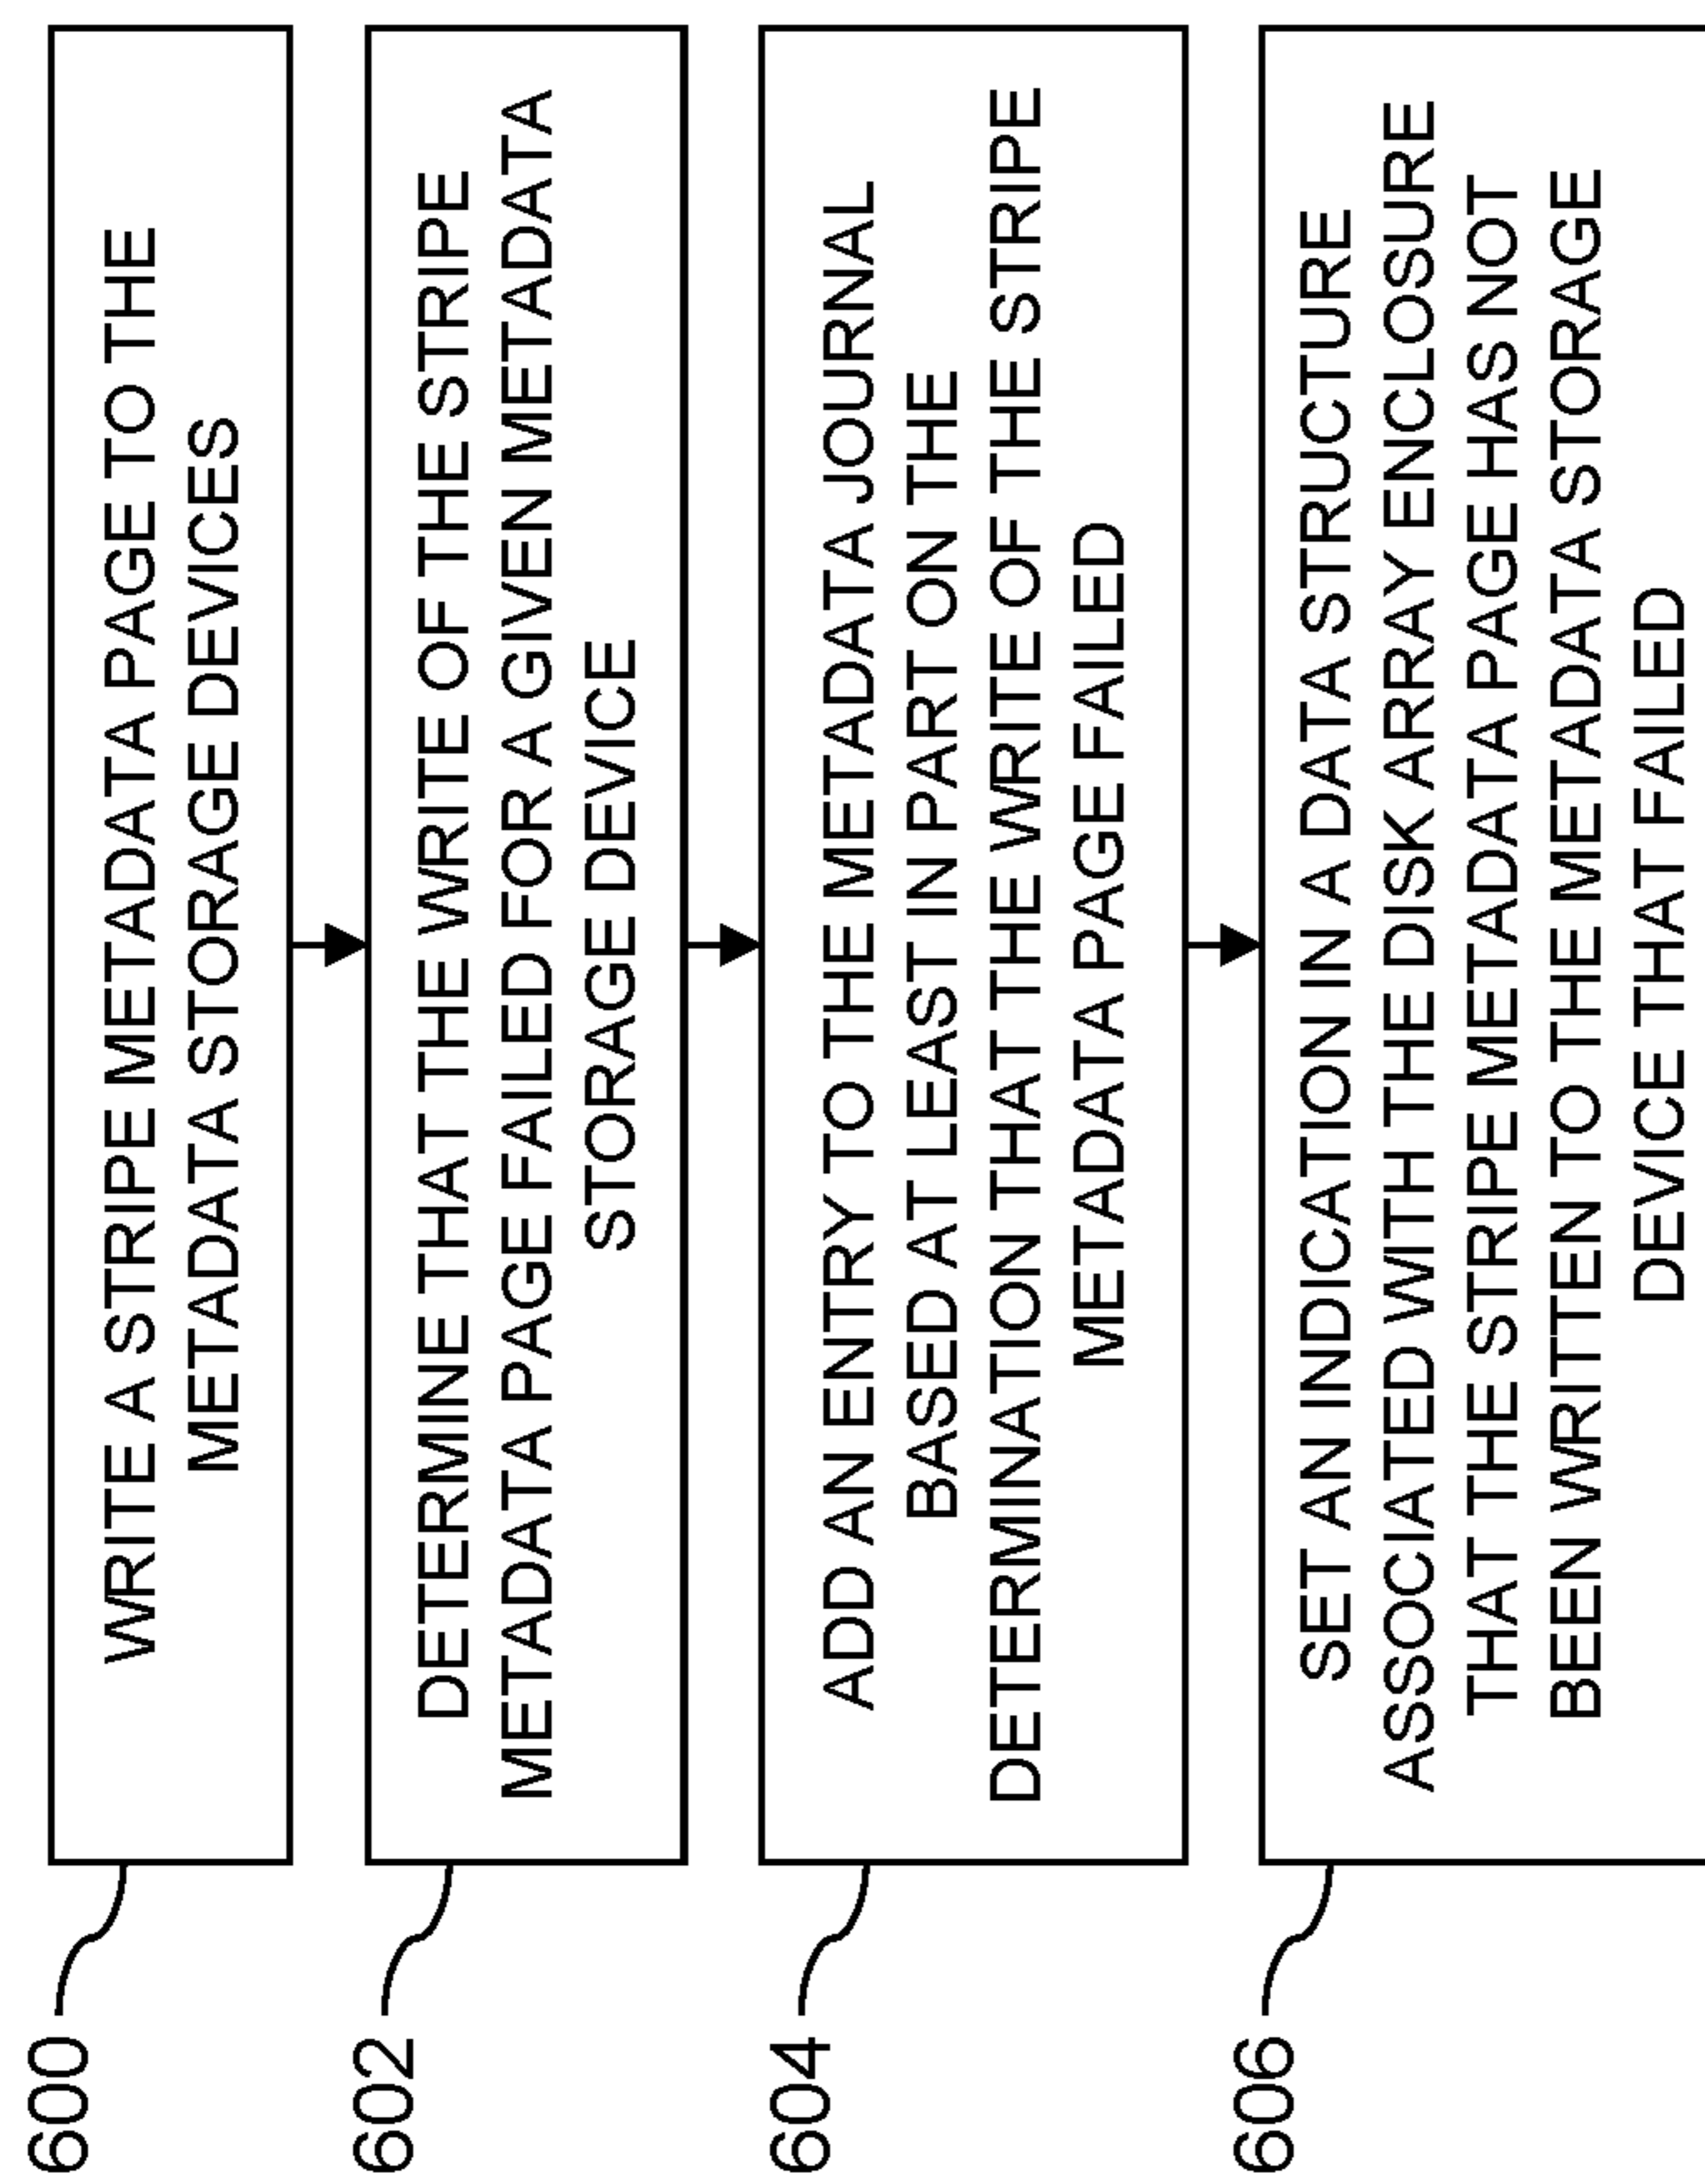 600
WRITE A STRIPE METADATA PAGE TO THE
METADATA STORAGE DEVICES
602
DETERMINE THAT THE WRITE OF THE STRIPE
METADATA PAGE FAILED FOR A GIVEN METADATA
STORAGE DEVICE
604
ADD AN ENTRY TO THE METADATA JOURNAL
BASED AT LEAST IN PART ON THE
DETERMINATION THAT THE WRITE OF THE STRIPE
METADATA PAGE FAILED
606
SET AN INDICATION IN A DATA STRUCTURE
ASSOCIATED WITH THE DISK ARRAY ENCLOSURE
THAT THE STRIPE METADATA PAGE HAS NOT
BEEN WRITTEN TO THE METADATA STORAGE
DEVICE THAT FAILED